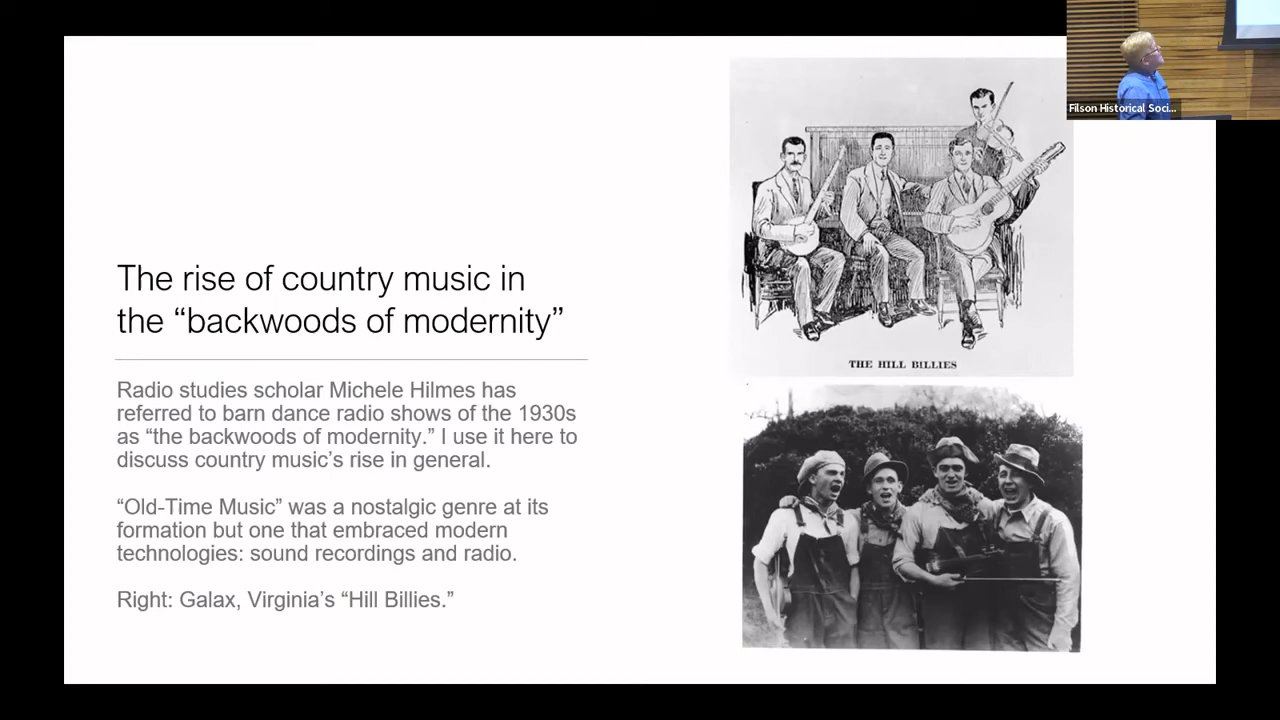 Filson Historical Soci...
The rise of country music in
the “backwoods of modernity”
Radio studies scholar Michele Hilmes has
referred to barn dance radio shows of the 1930s
as “the backwoods of modernity.” I use it here to
discuss country music’s rise in general.
“Old-Time Music” was a nostalgic genre at its
formation but one that embraced modern
technologies: sound recordings and radio.
Right: Galax, Virginia’s “Hill Billies.”
THE HILL BILLIES